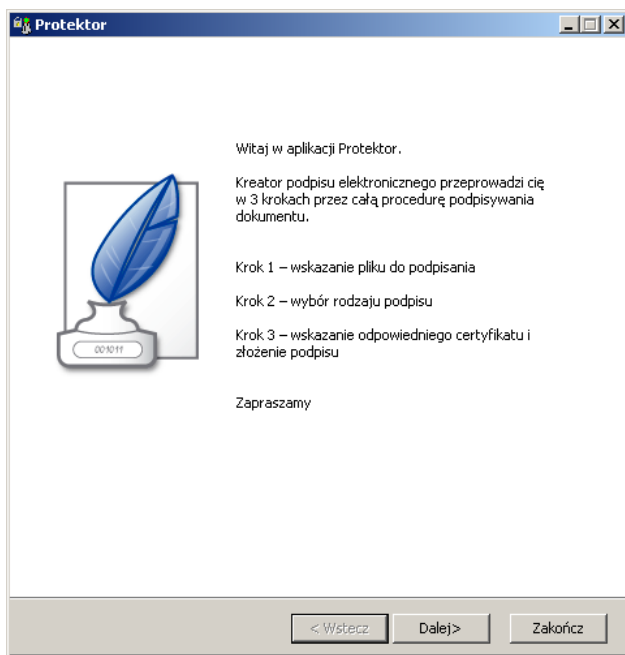 Protektor
Witaj w aplikacji Protektor.
Kreator podpisu elektronicznego przeprowadzi cię
w 3 krokach przez całą procedurę podpisywania
dokumentu.
Krok 1 – wskazanie pliku do podpisania
Krok 2 – wybór rodzaju podpisu
Krok 3 – wskazanie odpowiedniego certyfikatu i
złożenie podpisu
001011
Zapraszamy
< Wstecz Dalej> Zakończ